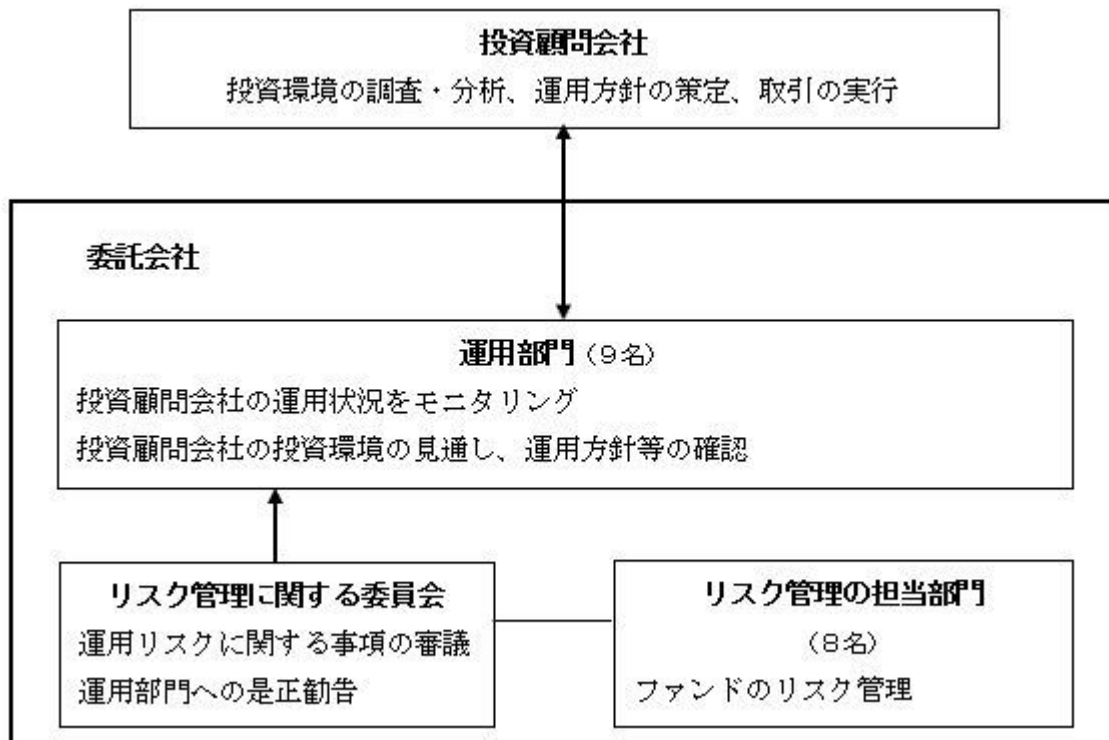 投資顧問会社
投資環境の調査・分析、運用方針の策定、取引の実行
委託会社
運用部門（９名）
投資顧問会社の運用状況をモニタリング
投資顧問会社の投資環境の見通し、運用方針等の確認
リスク管理に関する委員会
運用リスクに関する事項の審議
運用部門への是正勧告
リスク管理の担当部門
（８名）
ファンドのリスク管理